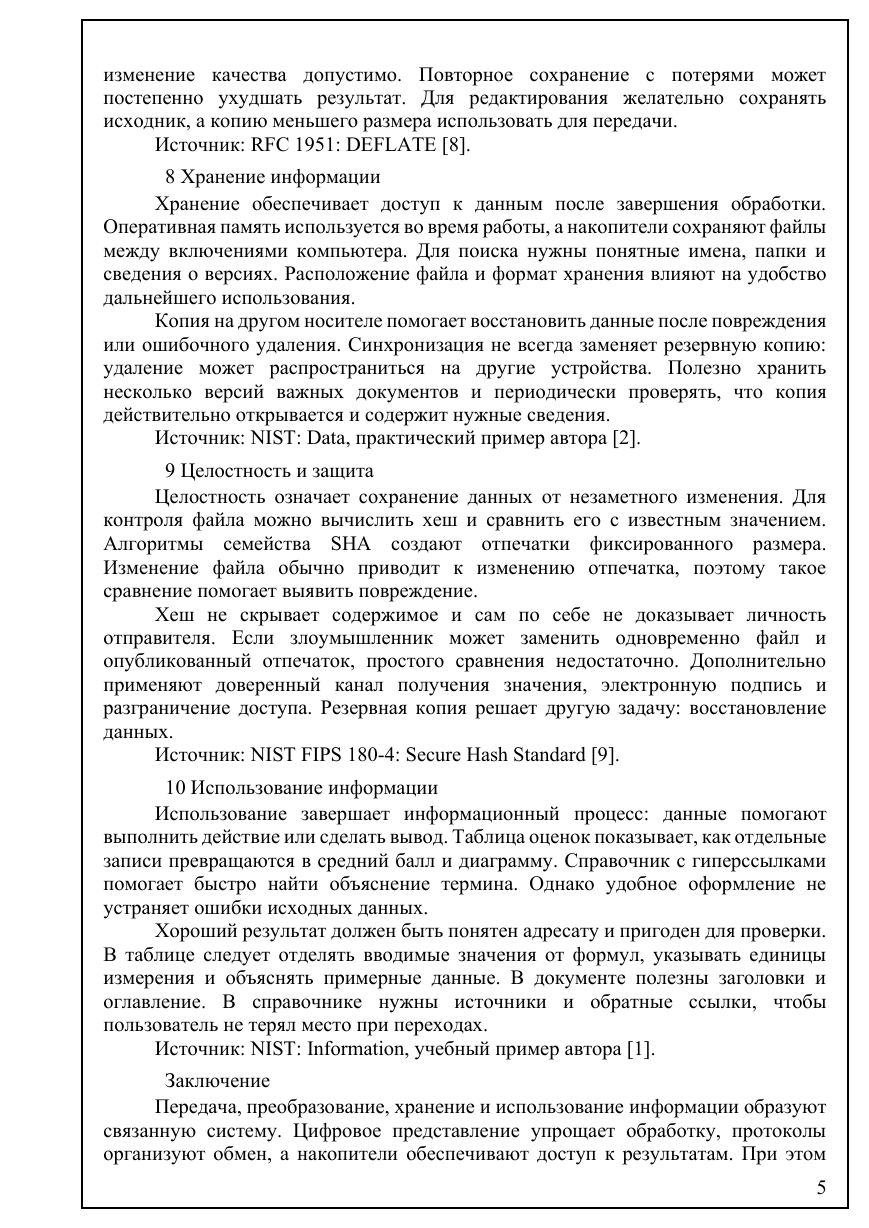 изменение качества допустимо. Повторное сохранение с потерями может
постепенно ухудшать результат. Для редактирования желательно сохранять
исходник, а копию меньшего размера использовать для передачи.
Источник: RFC 1951: DEFLATE [8].
8 Хранение информации
Хранение обеспечивает доступ к данным после завершения обработки.
Оперативная память используется во время работы, а накопители сохраняют файлы
между включениями компьютера. Для поиска нужны понятные имена, папки и
сведения о версиях. Расположение файла и формат хранения влияют на удобство
дальнейшего использования.
Копия на другом носителе помогает восстановить данные после повреждения
или ошибочного удаления. Синхронизация не всегда заменяет резервную копию:
удаление может распространиться на другие устройства. Полезно хранить
несколько версий важных документов и периодически проверять, что копия
действительно открывается и содержит нужные сведения.
Источник: NIST: Data, практический пример автора [2].
9 Целостность и защита
Целостность означает сохранение данных от незаметного изменения. Для
контроля файла можно вычислить хеш и сравнить его с известным значением.
Алгоритмы семейства SHA создают отпечатки фиксированного размера.
Изменение файла обычно приводит к изменению отпечатка, поэтому такое
сравнение помогает выявить повреждение.
Хеш не скрывает содержимое и сам по себе не доказывает личность
отправителя. Если злоумышленник может заменить одновременно файл и
опубликованный отпечаток, простого сравнения недостаточно. Дополнительно
применяют доверенный канал получения значения, электронную подпись и
разграничение доступа. Резервная копия решает другую задачу: восстановление
данных.
Источник: NIST FIPS 180-4: Secure Hash Standard [9].
10 Использование информации
Использование завершает информационный процесс: данные помогают
выполнить действие или сделать вывод. Таблица оценок показывает, как отдельные
записи превращаются в средний балл и диаграмму. Справочник с гиперссылками
помогает быстро найти объяснение термина. Однако удобное оформление не
устраняет ошибки исходных данных.
Хороший результат должен быть понятен адресату и пригоден для проверки.
В таблице следует отделять вводимые значения от формул, указывать единицы
измерения и объяснять примерные данные. В документе полезны заголовки и
оглавление. В справочнике нужны источники и обратные ссылки, чтобы
пользователь не терял место при переходах.
Источник: NIST: Information, учебный пример автора [1].
Заключение
Передача, преобразование, хранение и использование информации образуют
связанную систему. Цифровое представление упрощает обработку, протоколы
организуют обмен, а накопители обеспечивают доступ к результатам. При этом
5